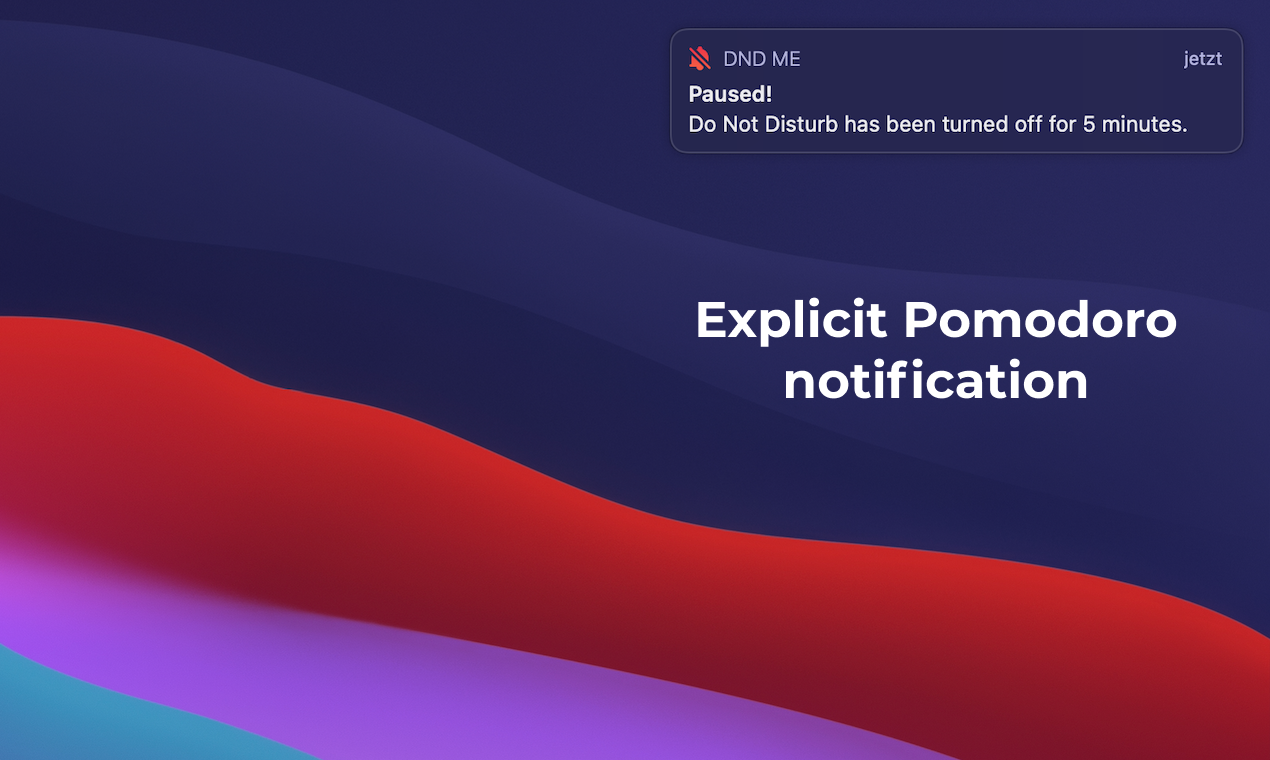 DND ME
jetzt
Paused!
Do Not Disturb has been turned off for 5 minutes.
Explicit Pomodoro
notification